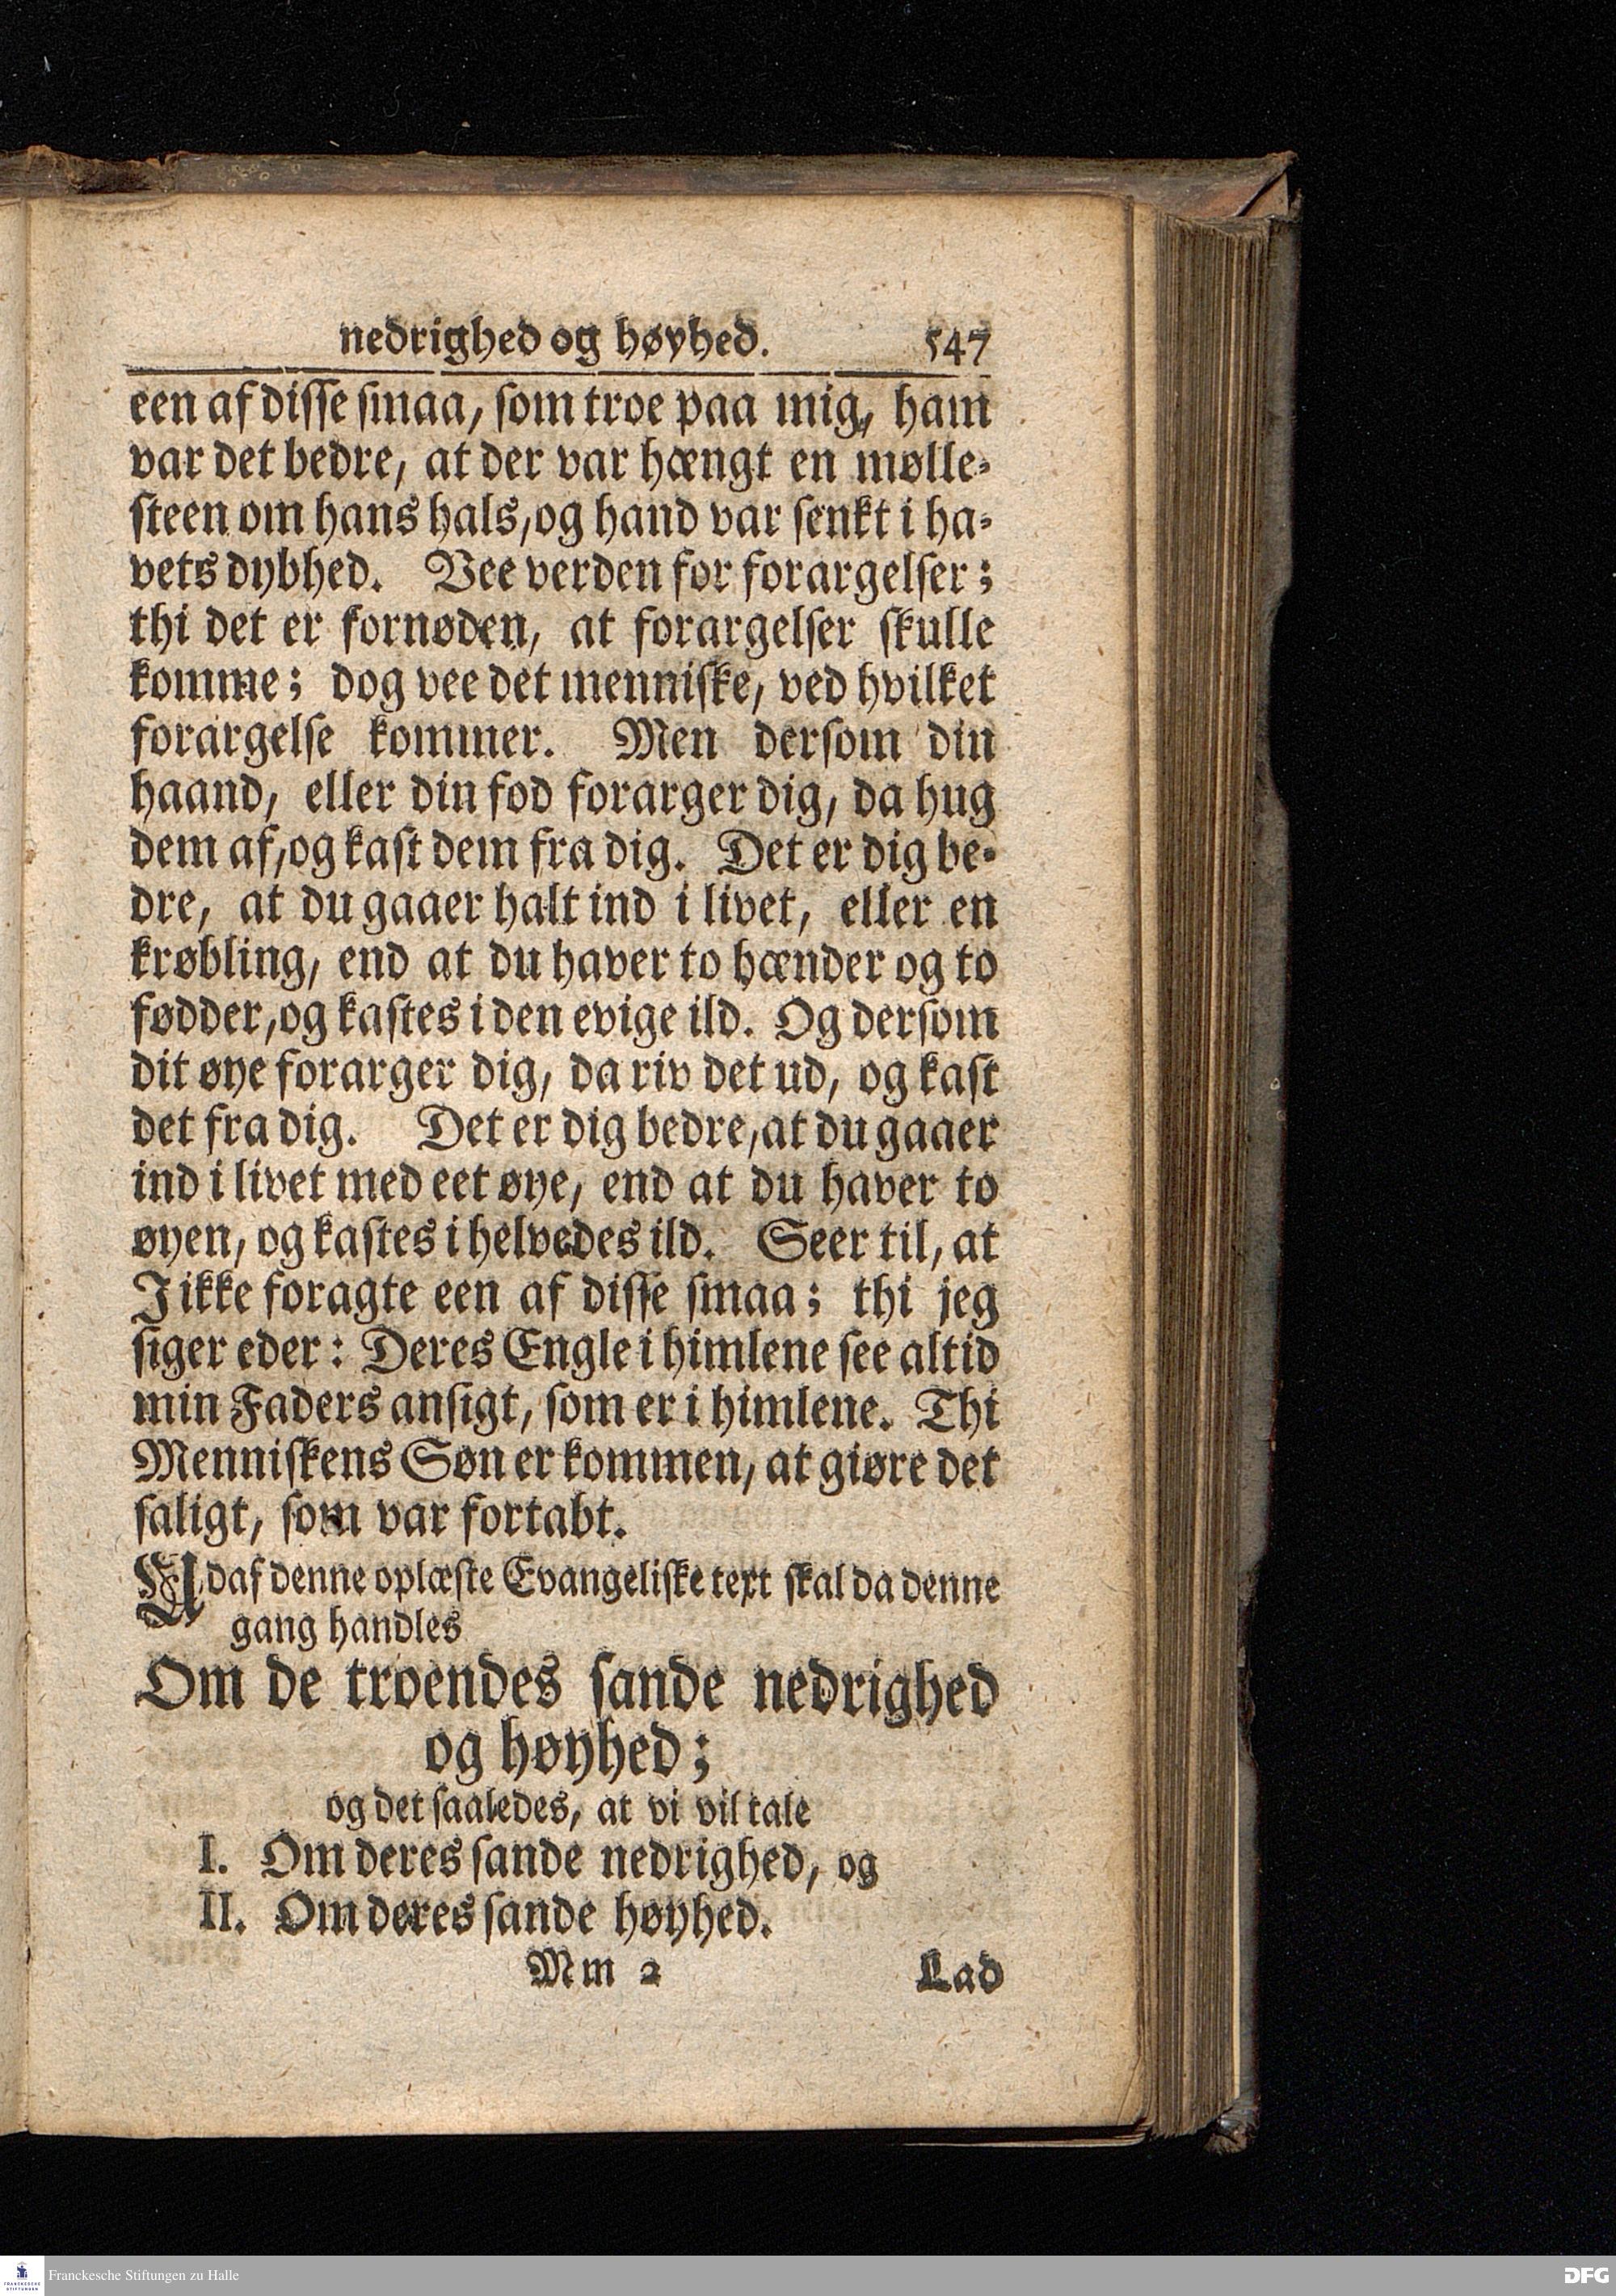 nedrighed og høyhed. 547
een af disse smaa, som troe paa mig, ham
var det bedre, at der var hængt en mølle-
steen om hans hals, og hand var senkt i ha-
vets dybhed. Vee verden for forargelser;
thi det er fornøden, at forargelser skulle
komme; dog vee det menniske, ved hvilket
forargelse kommer. Men dersom din
haand, eller din fod forarger dig, da hug
dem af, og kast dem fra dig. Det er dig be-
dre, at du gaaer halt ind i livet, eller en
krøbling, end at du haver to hænder og to
fødder, og kastes i den evige ild. Og dersom
dit øye forarger dig, da riv det ud, og kast
det fra dig. Det er dig bedre, at du gaaer
ind i livet med eet øye, end at du haver to
øyen, og kastes i helvedes ild. Seer til, at
I ikke foragte een af disse smaa; thi jeg
siger eder: Deres Engle i himlene see altid
min Faders ansigt, som er i himlene. Thi
Menniskens Søn er kommen, at giøre det
saligt, som var fortabt.
Udaf denne oplæste Evangeliske text skal da denne
gang handles
Om de troendes sande nedrighed
og høyhed;
og det saaledes, at vi vil tale
I. Om deres sande nedrighed, og
II. Om deres sande høyhed.
Mm 2 Lad
FRANCKESCHE STIFTUNGEN
Franckesche Stiftungen zu Halle
DFG